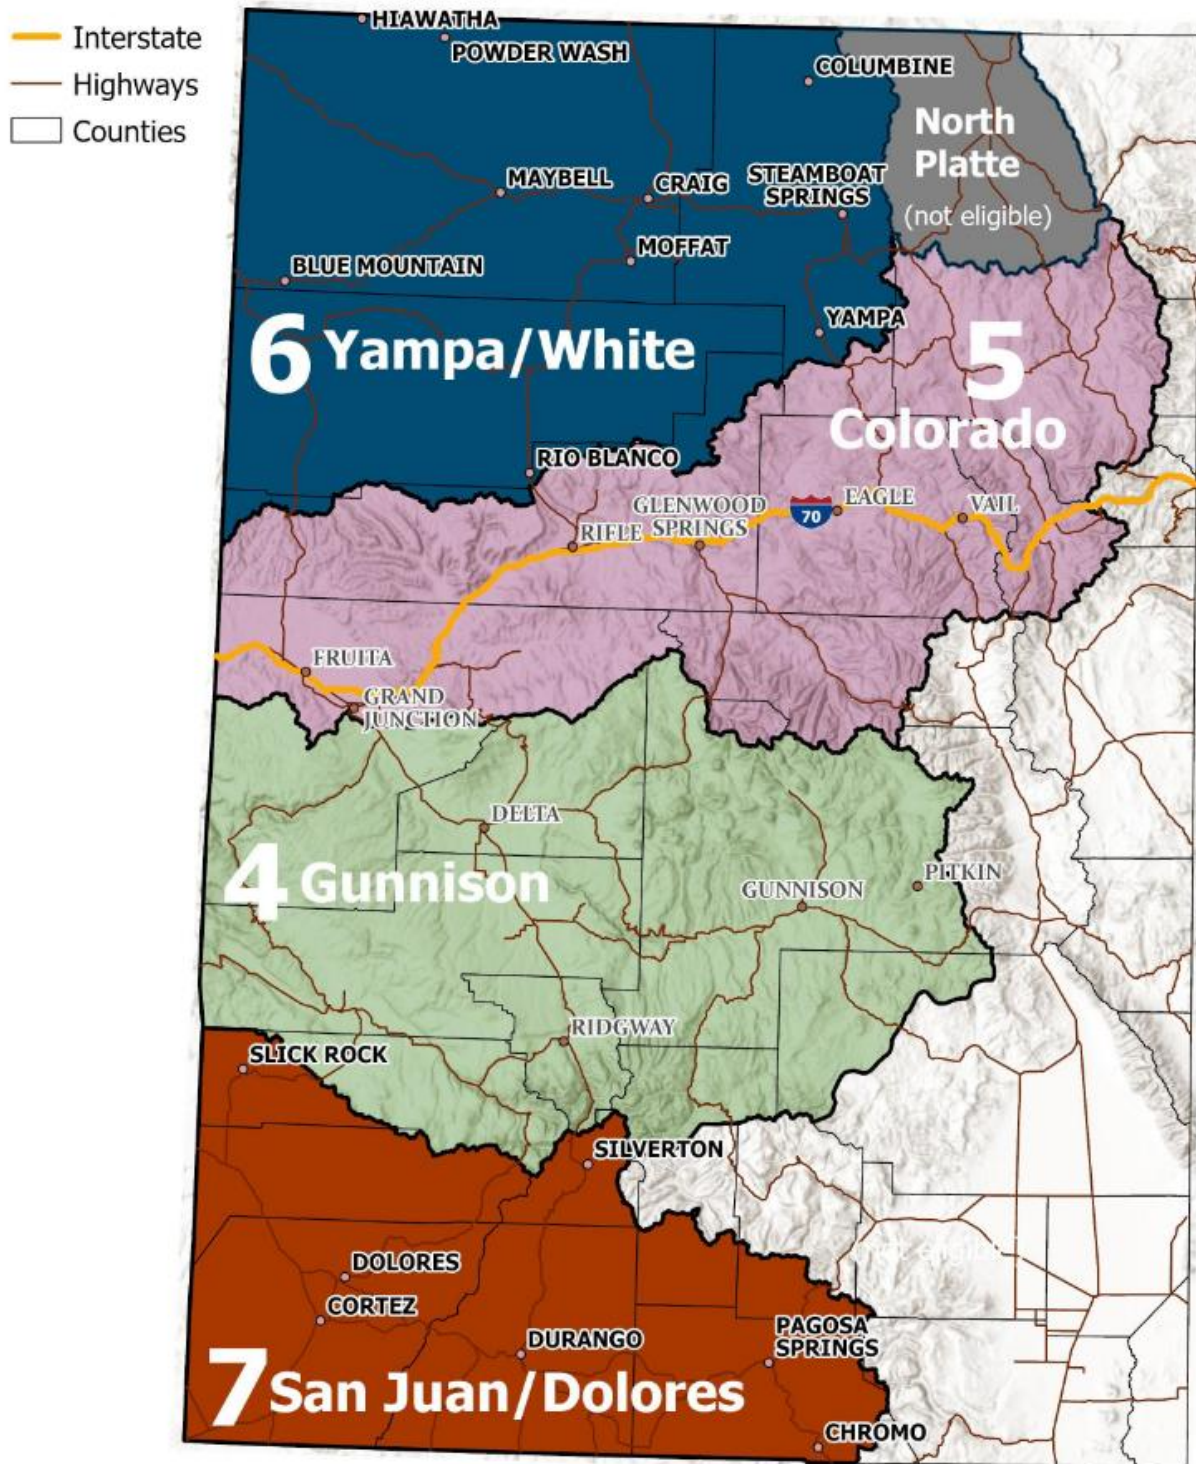 Interstate
Highways
Counties
HIAWATHA
POWDER WASH
COLUMBINE
North
Platte
(not eligible)
MAYBELL
CRAIG
STEAMBOAT
SPRINGS
MOFFAT
BLUE MOUNTAIN
YAMPA
6 Yampa/White
5
Colorado
RIO BLANCO
GLENWOOD
SPRINGS
70
EAGLE
VAIL
RIFLE
FRUITA
GRAND
JUNCTION
DELTA
4 Gunnison
GUNNISON
PITKIN
RIDGWAY
SLICK ROCK
SILVERTON
DOLORES
CORTEZ
DURANGO
PAGOSA
SPRINGS
7 San Juan/Dolores
CHROMO